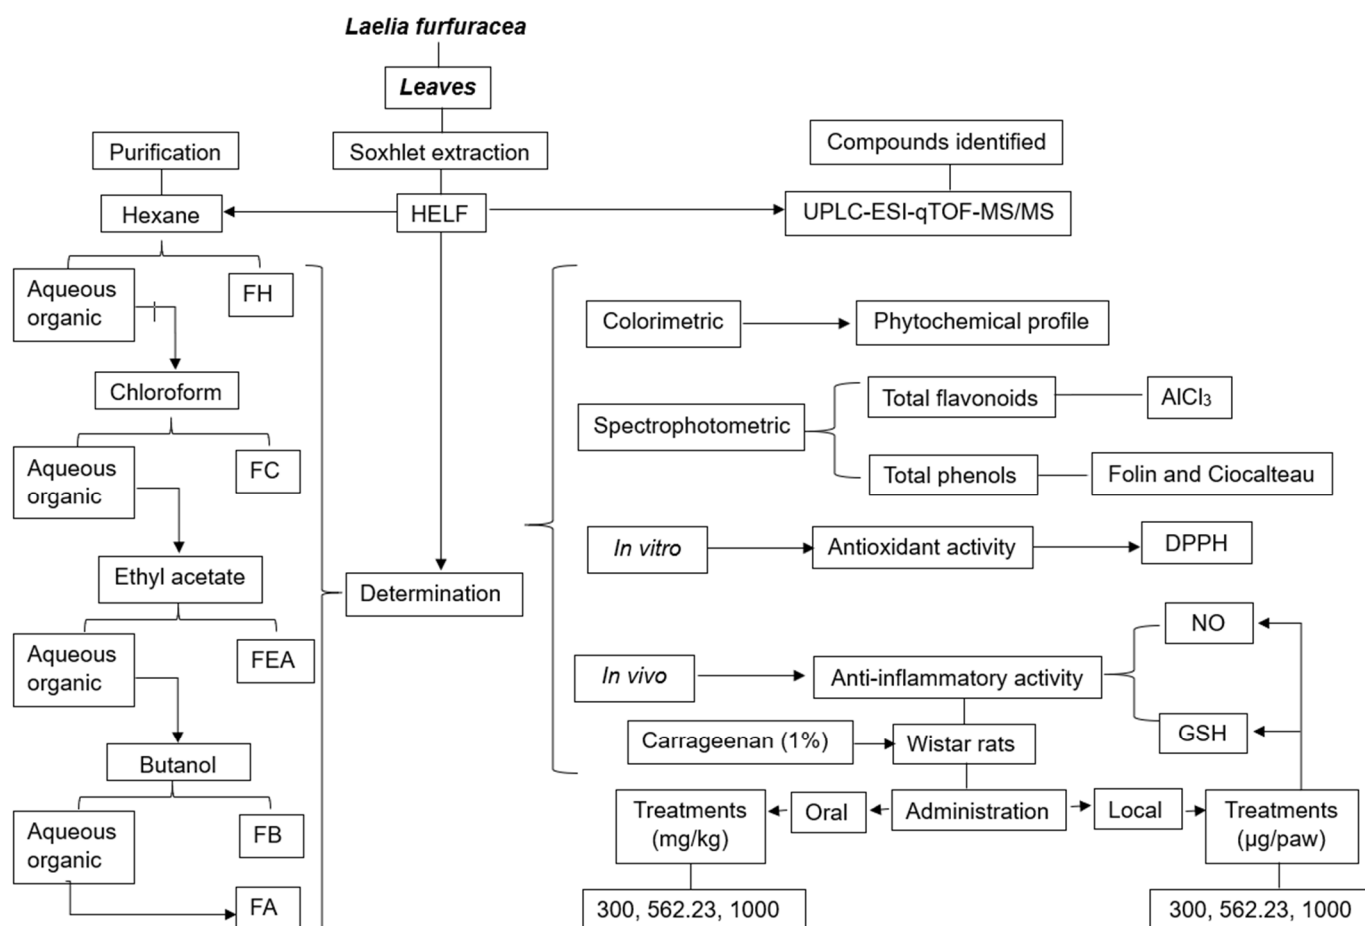 Laelia furfuracea
Leaves
Purification
Soxhlet extraction
Compounds identified
Hexane
HELF
UPLC-ESI-qTOF-MS/MS
Aqueous
organic
FH
Colorimetric
Phytochemical profile
Chloroform
Spectrophotometric
Total flavonoids
AlCl₃
Aqueous
organic
FC
Total phenols
Folin and Ciocalteau
In vitro
Antioxidant activity
DPPH
Ethyl acetate
Determination
Aqueous
organic
FEA
NO
In vivo
Anti-inflammatory activity
GSH
Carrageenan (1%)
Wistar rats
Butanol
Treatments
(mg/kg)
Oral
Administration
Local
Treatments
(µg/paw)
Aqueous
organic
FB
FA
300, 562.23, 1000
300, 562.23, 1000